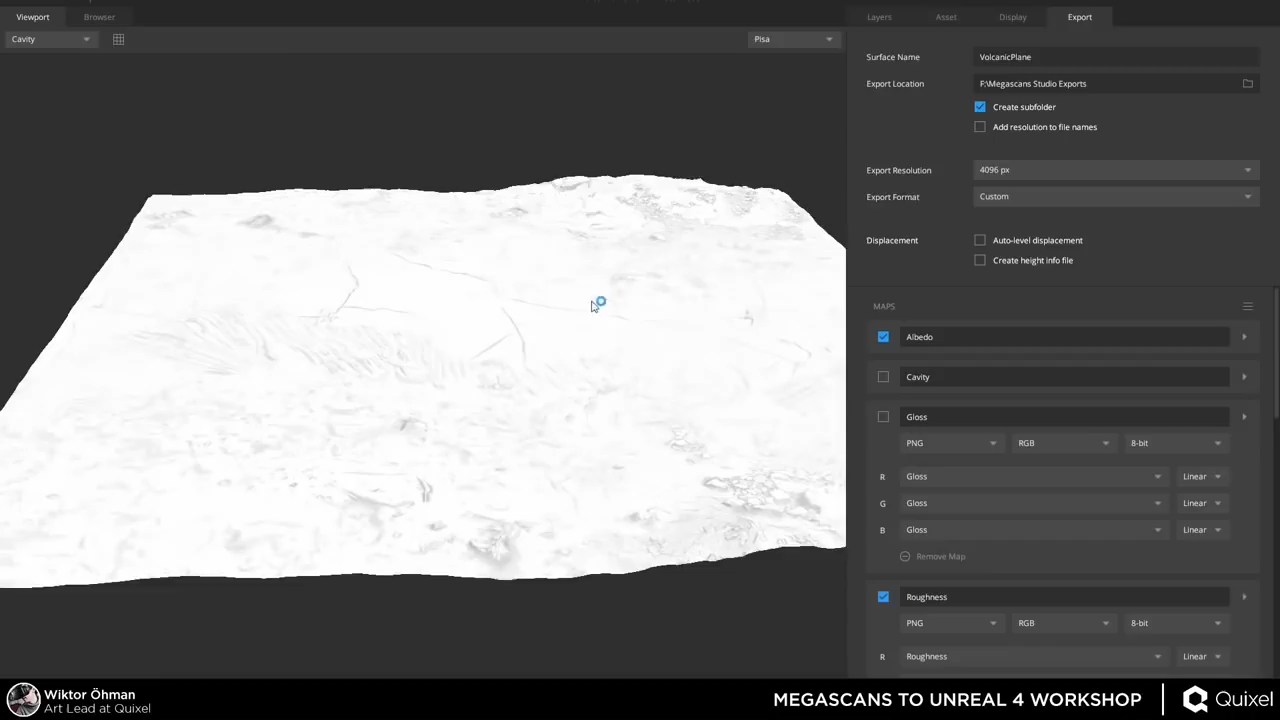 Viewport
Browser
Layers
Asset
Display
Export
Cavity
Pisa
Surface Name
VolcanicPlane
Export Location
F:\Megascans Studio Exports
Create subfolder
Add resolution to file names
Export Resolution
4096 px
Export Format
Custom
Displacement
Auto-level displacement
Create height info file
MAPS
Albedo
Cavity
Gloss
PNG
RGB
8-bit
R
Gloss
Linear
G
Gloss
Linear
B
Gloss
Linear
Remove Map
Roughness
PNG
RGB
8-bit
R
Roughness
Linear
Wiktor Öhman
Art Lead at Quixel
MEGASCANS TO UNREAL 4 WORKSHOP
Quixel